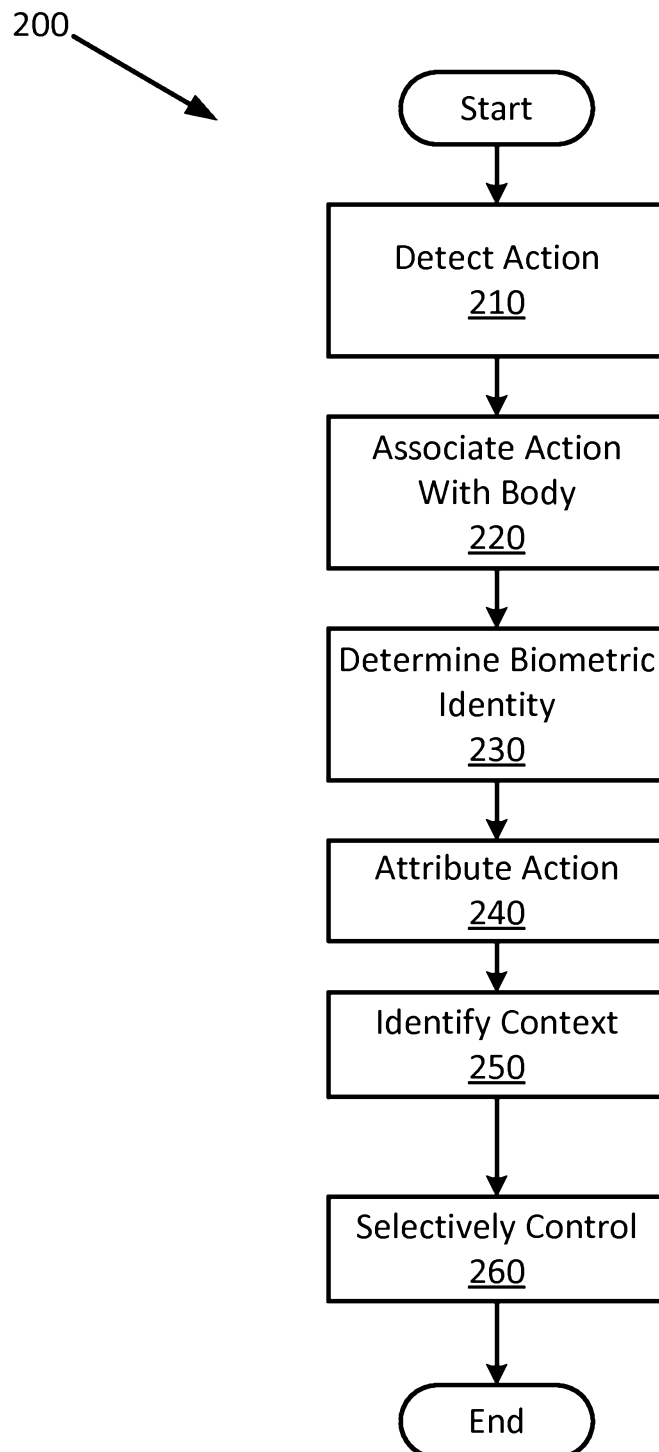 200
Start
Detect Action
210
Associate Action
With Body
220
Determine Biometric
Identity
230
Attribute Action
240
Identify Context
250
Selectively Control
260
End